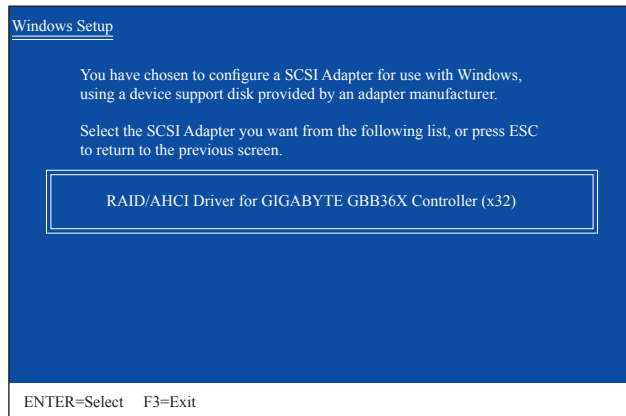 Windows Setup
You have chosen to configure a SCSI Adapter for use with Windows,
using a device support disk provided by an adapter manufacturer.
Select the SCSI Adapter you want from the following list, or press ESC
to return to the previous screen.
RAID/AHCI Driver for GIGABYTE GBB36X Controller (x32)
ENTER=Select F3=Exit